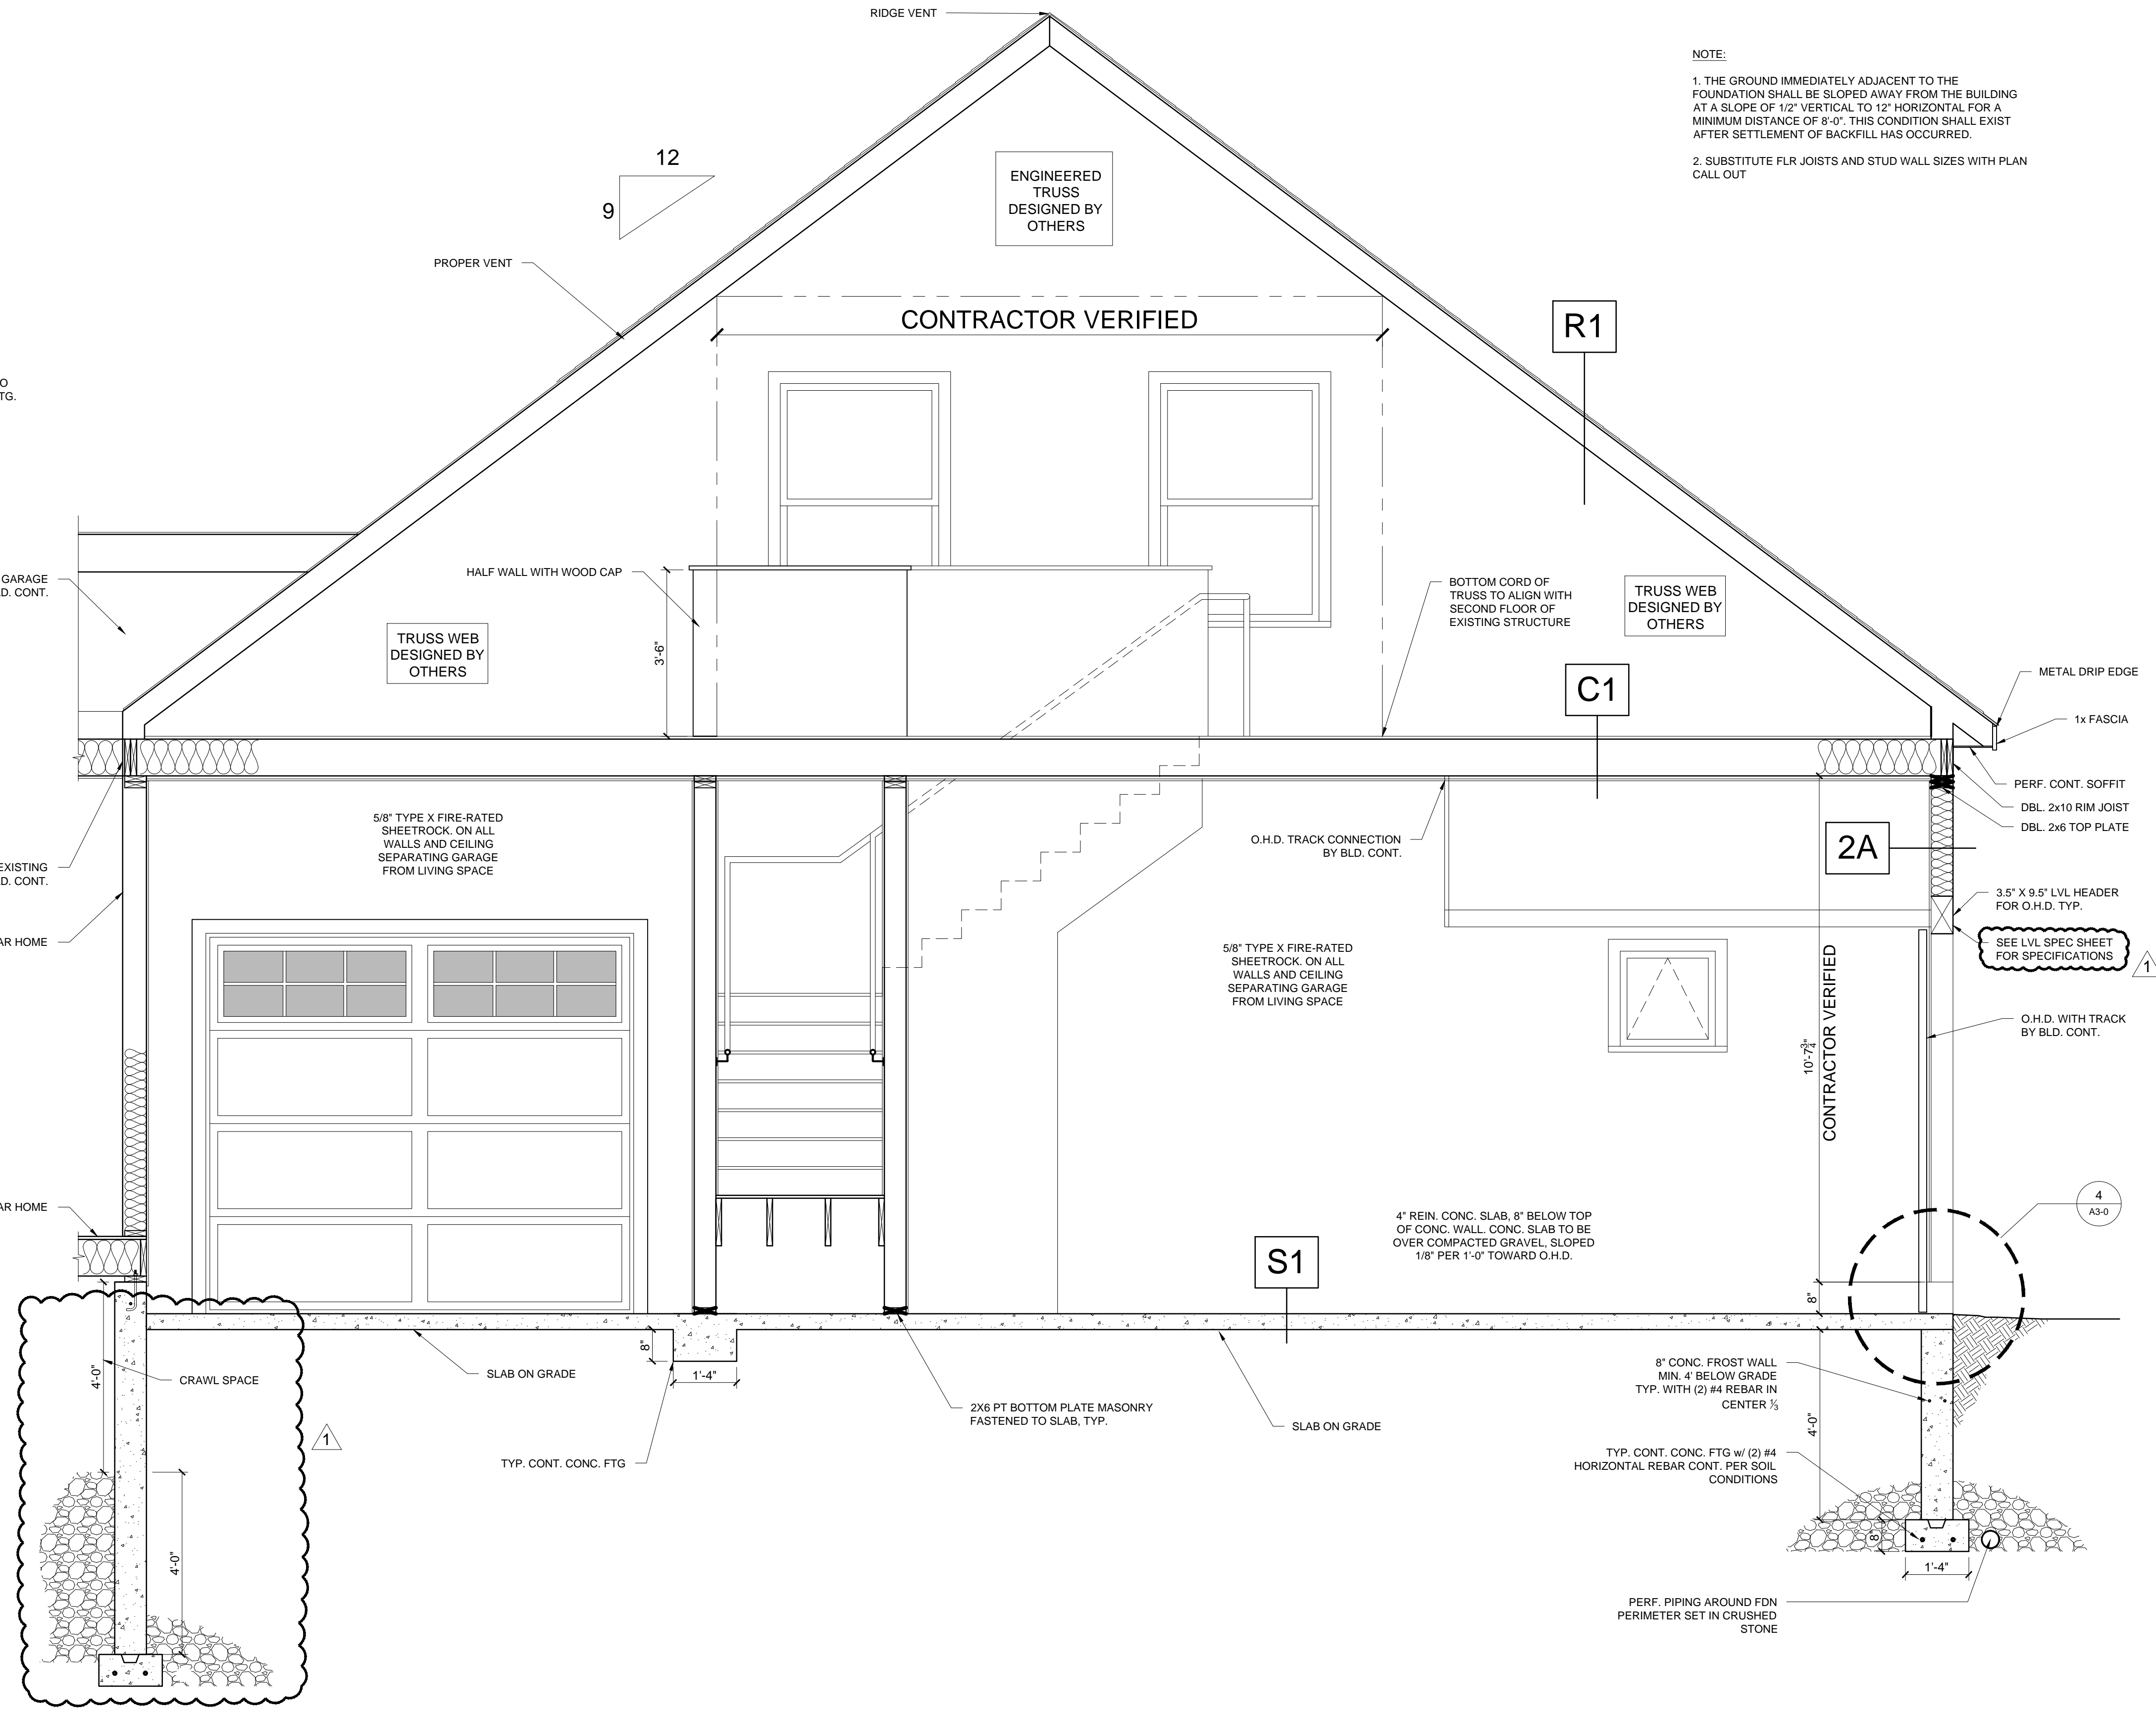 RIDGE VENT
NOTE:
1. THE GROUND IMMEDIATELY ADJACENT TO THE
FOUNDATION SHALL BE SLOPED AWAY FROM THE BUILDING
AT A SLOPE OF 1/2" VERTICAL TO 12" HORIZONTAL FOR A
MINIMUM DISTANCE OF 8'-0". THIS CONDITION SHALL EXIST
AFTER SETTLEMENT OF BACKFILL HAS OCCURRED.
2. SUBSTITUTE FLR JOISTS AND STUD WALL SIZES WITH PLAN
CALL OUT
12
9
ENGINEERED
TRUSS
DESIGNED BY
OTHERS
PROPER VENT
CONTRACTOR VERIFIED
R1
O
TG.
GARAGE
D. CONT.
HALF WALL WITH WOOD CAP
3'-6"
TRUSS WEB
DESIGNED BY
OTHERS
BOTTOM CORD OF
TRUSS TO ALIGN WITH
SECOND FLOOR OF
EXISTING STRUCTURE
TRUSS WEB
DESIGNED BY
OTHERS
C1
METAL DRIP EDGE
1x FASCIA
PERF. CONT. SOFFIT
DBL. 2x10 RIM JOIST
DBL. 2x6 TOP PLATE
5/8" TYPE X FIRE-RATED
SHEETROCK. ON ALL
WALLS AND CEILING
SEPARATING GARAGE
FROM LIVING SPACE
O.H.D. TRACK CONNECTION
BY BLD. CONT.
2A
EXISTING
D. CONT.
3.5" X 9.5" LVL HEADER
FOR O.H.D. TYP.
AR HOME
5/8" TYPE X FIRE-RATED
SHEETROCK. ON ALL
WALLS AND CEILING
SEPARATING GARAGE
FROM LIVING SPACE
SEE LVL SPEC SHEET
FOR SPECIFICATIONS
1
O.H.D. WITH TRACK
BY BLD. CONT.
10'-7 3/4"
CONTRACTOR VERIFIED
AR HOME
4
A3-0
4" REIN. CONC. SLAB, 8" BELOW TOP
OF CONC. WALL. CONC. SLAB TO BE
OVER COMPACTED GRAVEL, SLOPED
1/8" PER 1'-0" TOWARD O.H.D.
S1
8"
8"
1'-4"
4'-0"
CRAWL SPACE
SLAB ON GRADE
2X6 PT BOTTOM PLATE MASONRY
FASTENED TO SLAB, TYP.
SLAB ON GRADE
8" CONC. FROST WALL
MIN. 4' BELOW GRADE
TYP. WITH (2) #4 REBAR IN
CENTER ⅓
4'-0"
1
TYP. CONT. CONC. FTG
TYP. CONT. CONC. FTG w/ (2) #4
HORIZONTAL REBAR CONT. PER SOIL
CONDITIONS
4'-0"
8"
1'-4"
PERF. PIPING AROUND FDN
PERIMETER SET IN CRUSHED
STONE